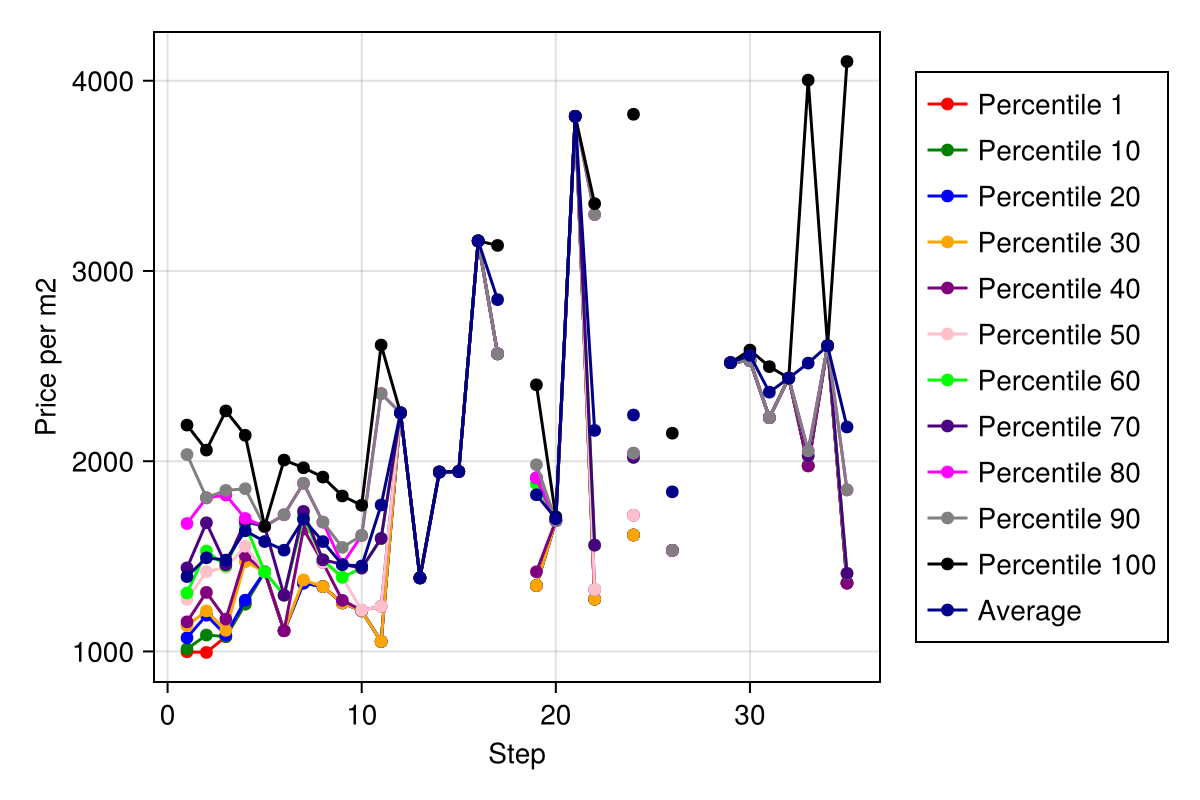 4000
3000
2000
1000
Price per m2
0
10
20
30
Step
Percentile 1
Percentile 10
Percentile 20
Percentile 30
Percentile 40
Percentile 50
Percentile 60
Percentile 70
Percentile 80
Percentile 90
Percentile 100
Average